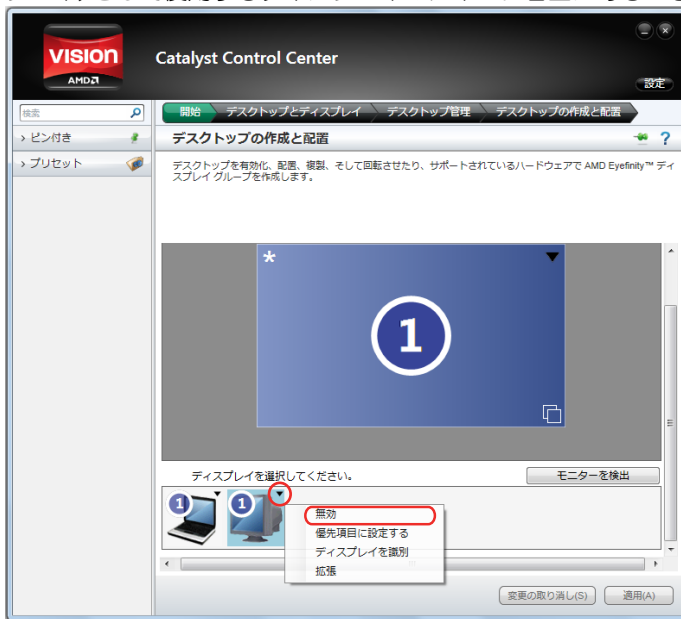 VISION
AMD
Catalyst Control Center
設定
検索
開始 デスクトップとディスプレイ デスクトップ管理 デスクトップの作成と配置
> ピン付き
デスクトップの作成と配置
?
> プリセット
デスクトップを有効化、配置、複製、そして回転させたり、サポートされているハードウェアで AMD Eyefinity™ ディ
スプレイ グループを作成します。
*
1
ディスプレイを選択してください。
モニターを検出
1
1
無効
優先項目に設定する
ディスプレイを識別
拡張
変更の取り消し(S)
適用(A)